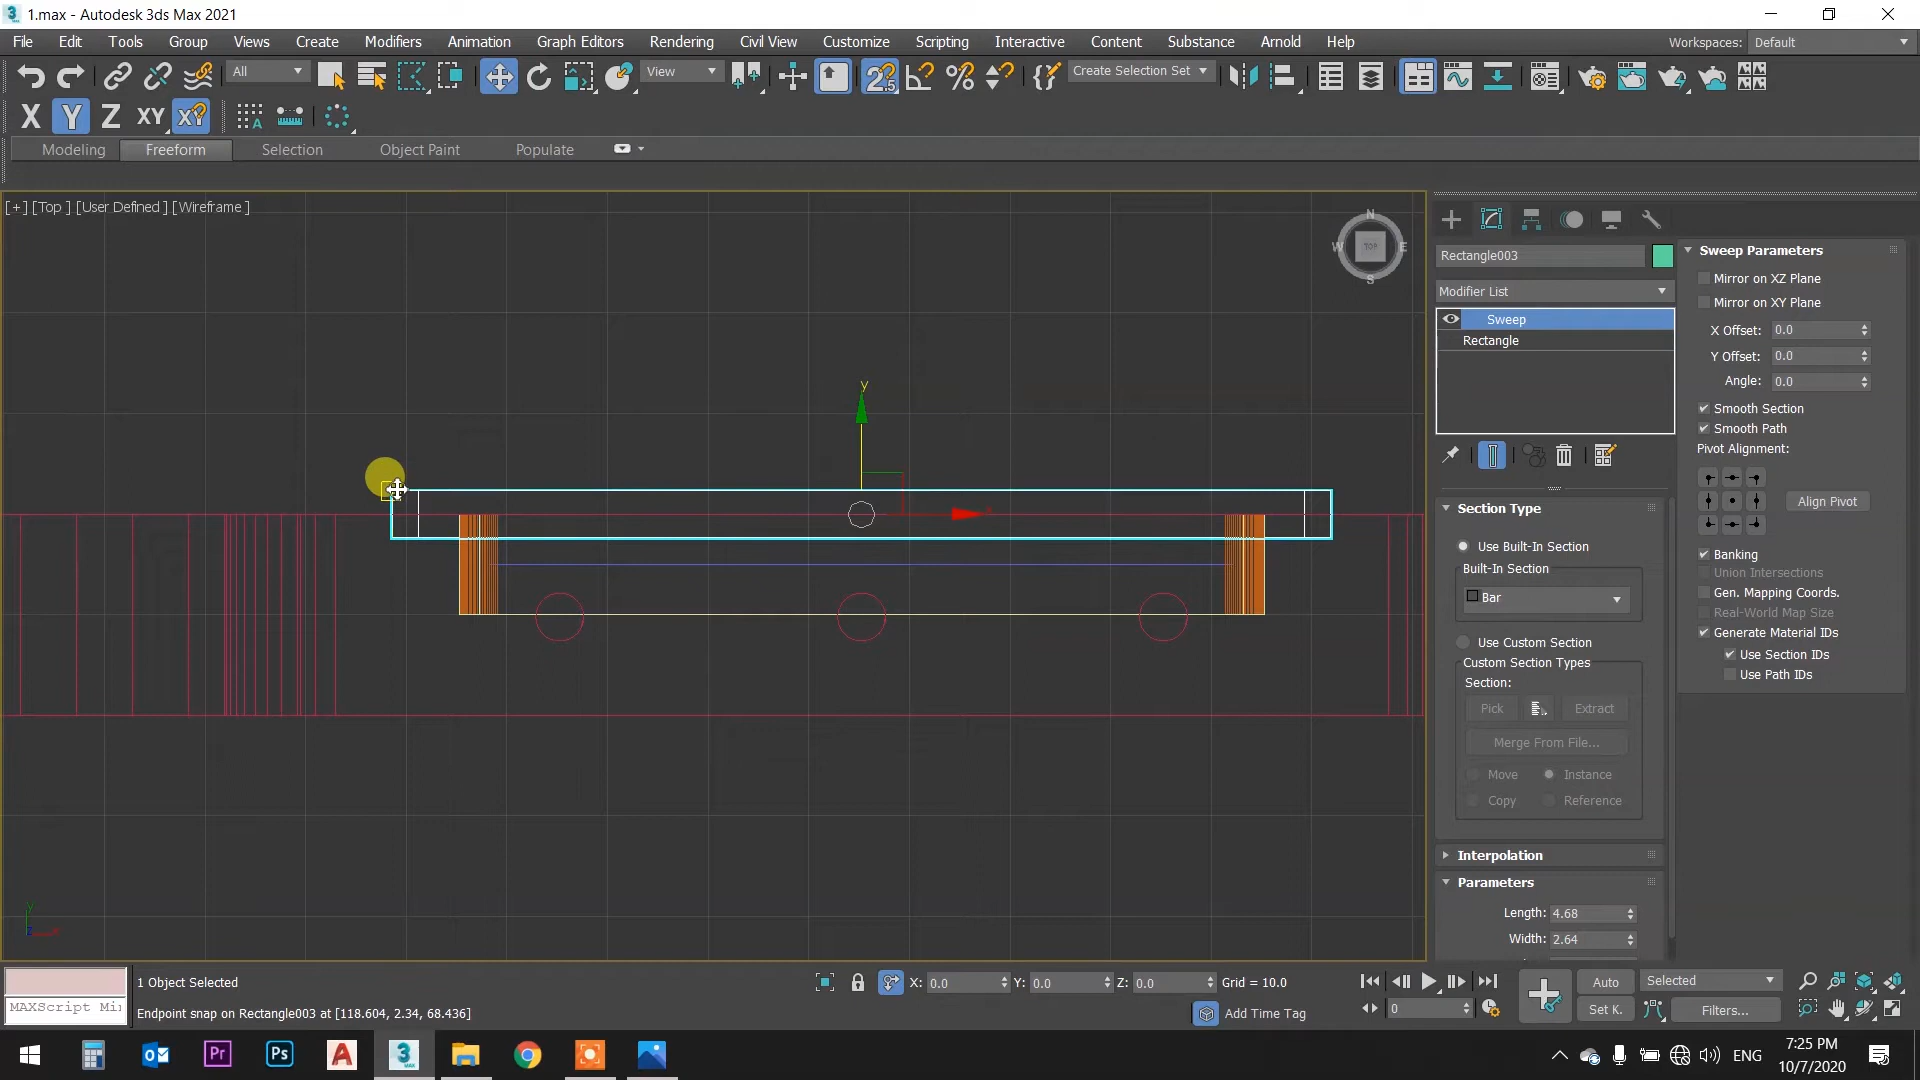 1.max - Autodesk 3ds Max 2021
File Edit Tools Group Views Create Modifiers Animation Graph Editors Rendering Civil View Customize Scripting Interactive Content Substance Arnold Help Workspaces: Default
All View Create Selection Set
X Y Z XY
Modeling Freeform Selection Object Paint Populate
[+] [Top ] [User Defined ] [Wireframe ]
N
W TOP E
S
y
Rectangle003
Modifier List
Sweep
Rectangle
Section Type
Use Built-In Section
Built-In Section
Bar
Use Custom Section
Custom Section Types
Section:
Pick Extract
Merge From File...
Move Instance
Copy Reference
Interpolation
Parameters
Length: 4.68
Width: 2.64
Sweep Parameters
Mirror on XZ Plane
Mirror on XY Plane
X Offset: 0.0
Y Offset: 0.0
Angle: 0.0
Smooth Section
Smooth Path
Pivot Alignment:
Align Pivot
Banking
Union Intersections
Gen. Mapping Coords.
Real-World Map Size
Generate Material IDs
Use Section IDs
Use Path IDs
1 Object Selected X: 0.0 Y: 0.0 Z: 0.0 Grid = 10.0 Auto Selected
MAXScript Mi Endpoint snap on Rectangle003 at [118.604, 2.34, 68.436] Add Time Tag 0 Set K. Filters...
ENG 7:25 PM
10/7/2020